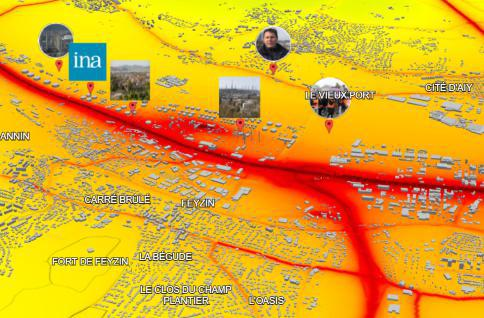 ina
LE VIEUX PORT
CITÉ D'AIY
ANNIN
CARRÉ BRÛLÉ
FEYZIN
LA BÉGUDE
FORT DE FEYZIN
LE CLOS DU CHAMP
PLANTIER
L'OASIS